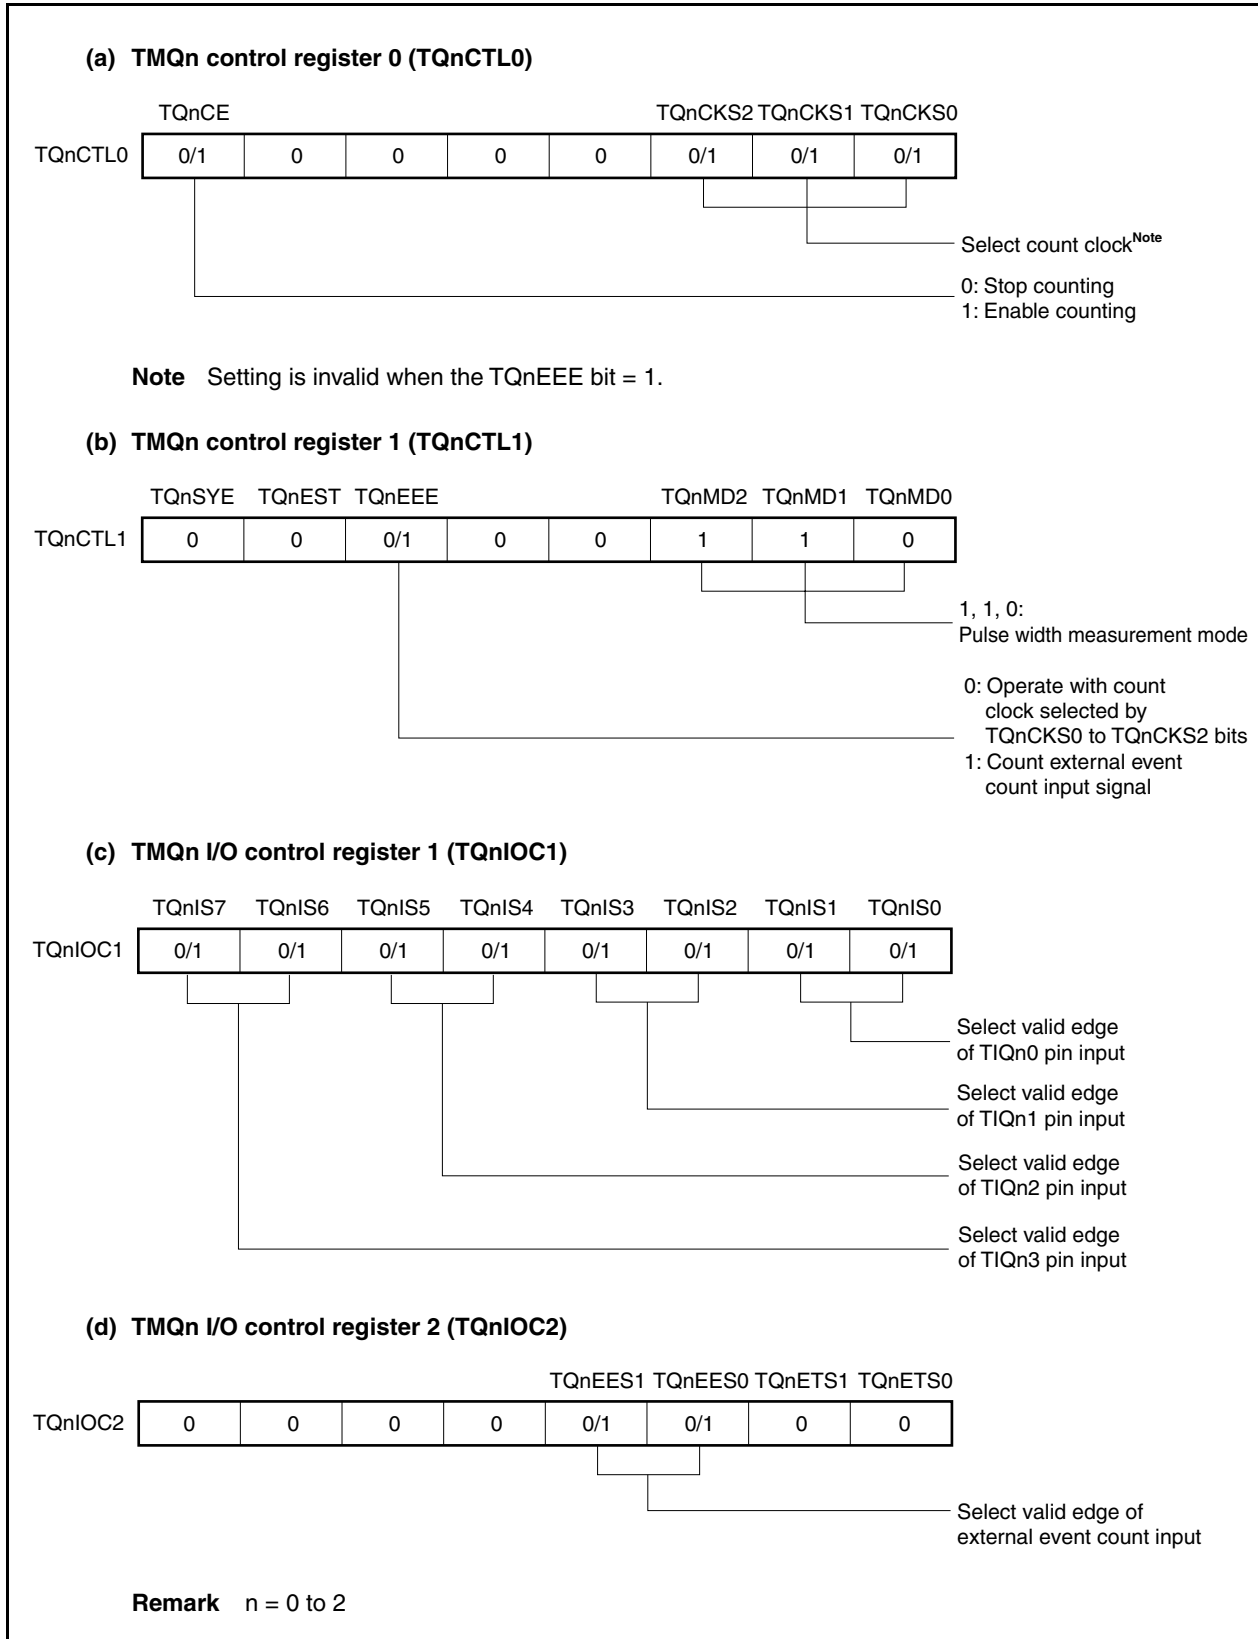 (a) TMQn control register 0 (TQnCTL0)
TQnCE TQnCKS2 TQnCKS1 TQnCKS0
TQnCTL0 0/1 0 0 0 0 0/1 0/1 0/1
Select count clockNote
0: Stop counting
1: Enable counting
Note Setting is invalid when the TQnEEE bit = 1.
(b) TMQn control register 1 (TQnCTL1)
TQnSYE TQnEST TQnEEE TQnMD2 TQnMD1 TQnMD0
TQnCTL1 0 0 0/1 0 0 1 1 0
1, 1, 0:
Pulse width measurement mode
0: Operate with count
clock selected by
TQnCKS0 to TQnCKS2 bits
1: Count external event
count input signal
(c) TMQn I/O control register 1 (TQnIOC1)
TQnIS7 TQnIS6 TQnIS5 TQnIS4 TQnIS3 TQnIS2 TQnIS1 TQnIS0
TQnIOC1 0/1 0/1 0/1 0/1 0/1 0/1 0/1 0/1
Select valid edge
of TIQn0 pin input
Select valid edge
of TIQn1 pin input
Select valid edge
of TIQn2 pin input
Select valid edge
of TIQn3 pin input
(d) TMQn I/O control register 2 (TQnIOC2)
TQnEES1 TQnEES0 TQnETS1 TQnETS0
TQnIOC2 0 0 0 0 0/1 0/1 0 0
Select valid edge of
external event count input
Remark n = 0 to 2